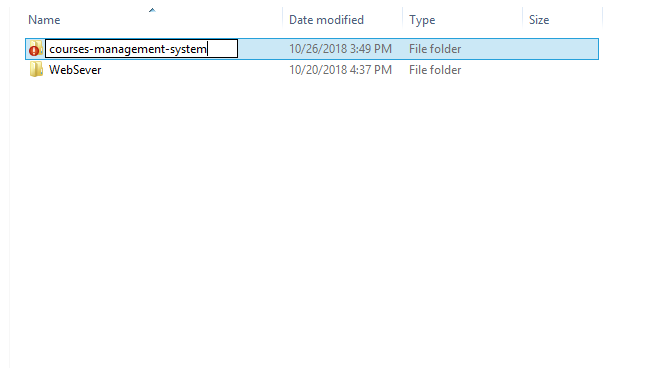 Name Date modified Type Size
courses-management-system 10/26/2018 3:49 PM File folder
WebSever 10/20/2018 4:37 PM File folder